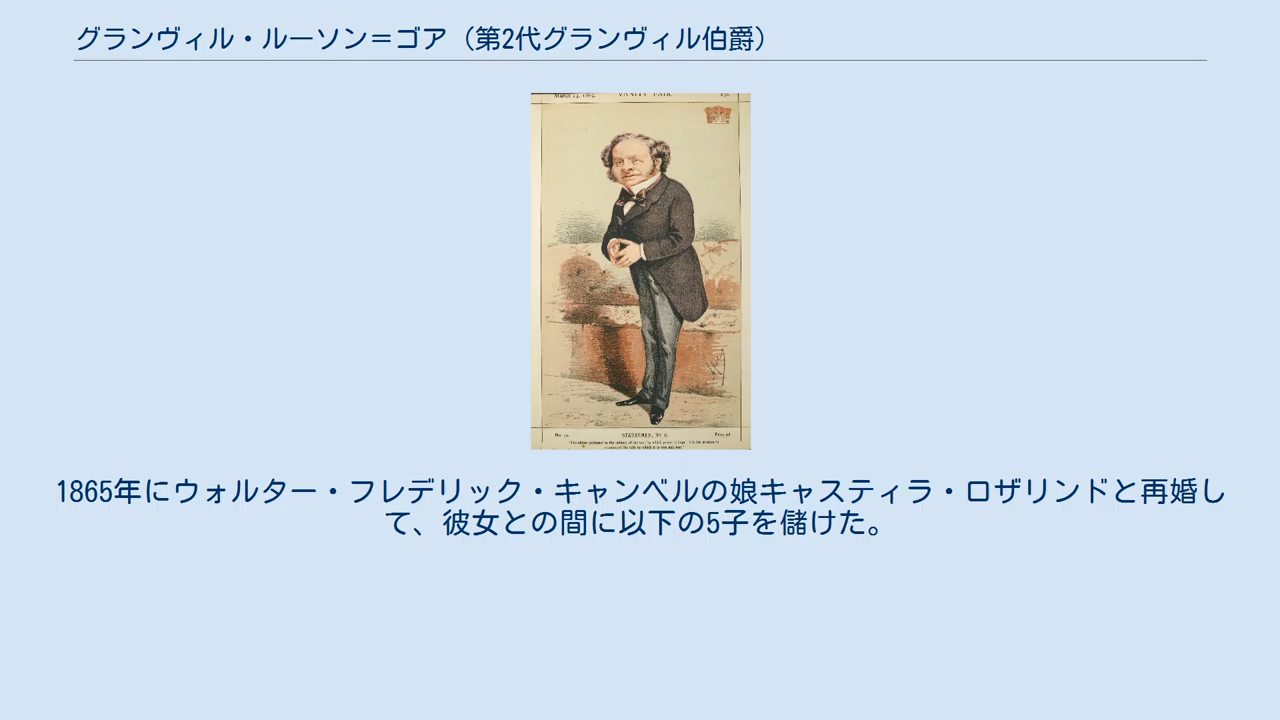 グランヴィル・ルーソン＝ゴア（第2代グランヴィル伯爵）
VANITY FAIR.
STATESMEN, No.
1865年にウォルター・フレデリック・キャンベルの娘キャスティラ・ロザリンドと再婚し
て、彼女との間に以下の5子を儲けた。